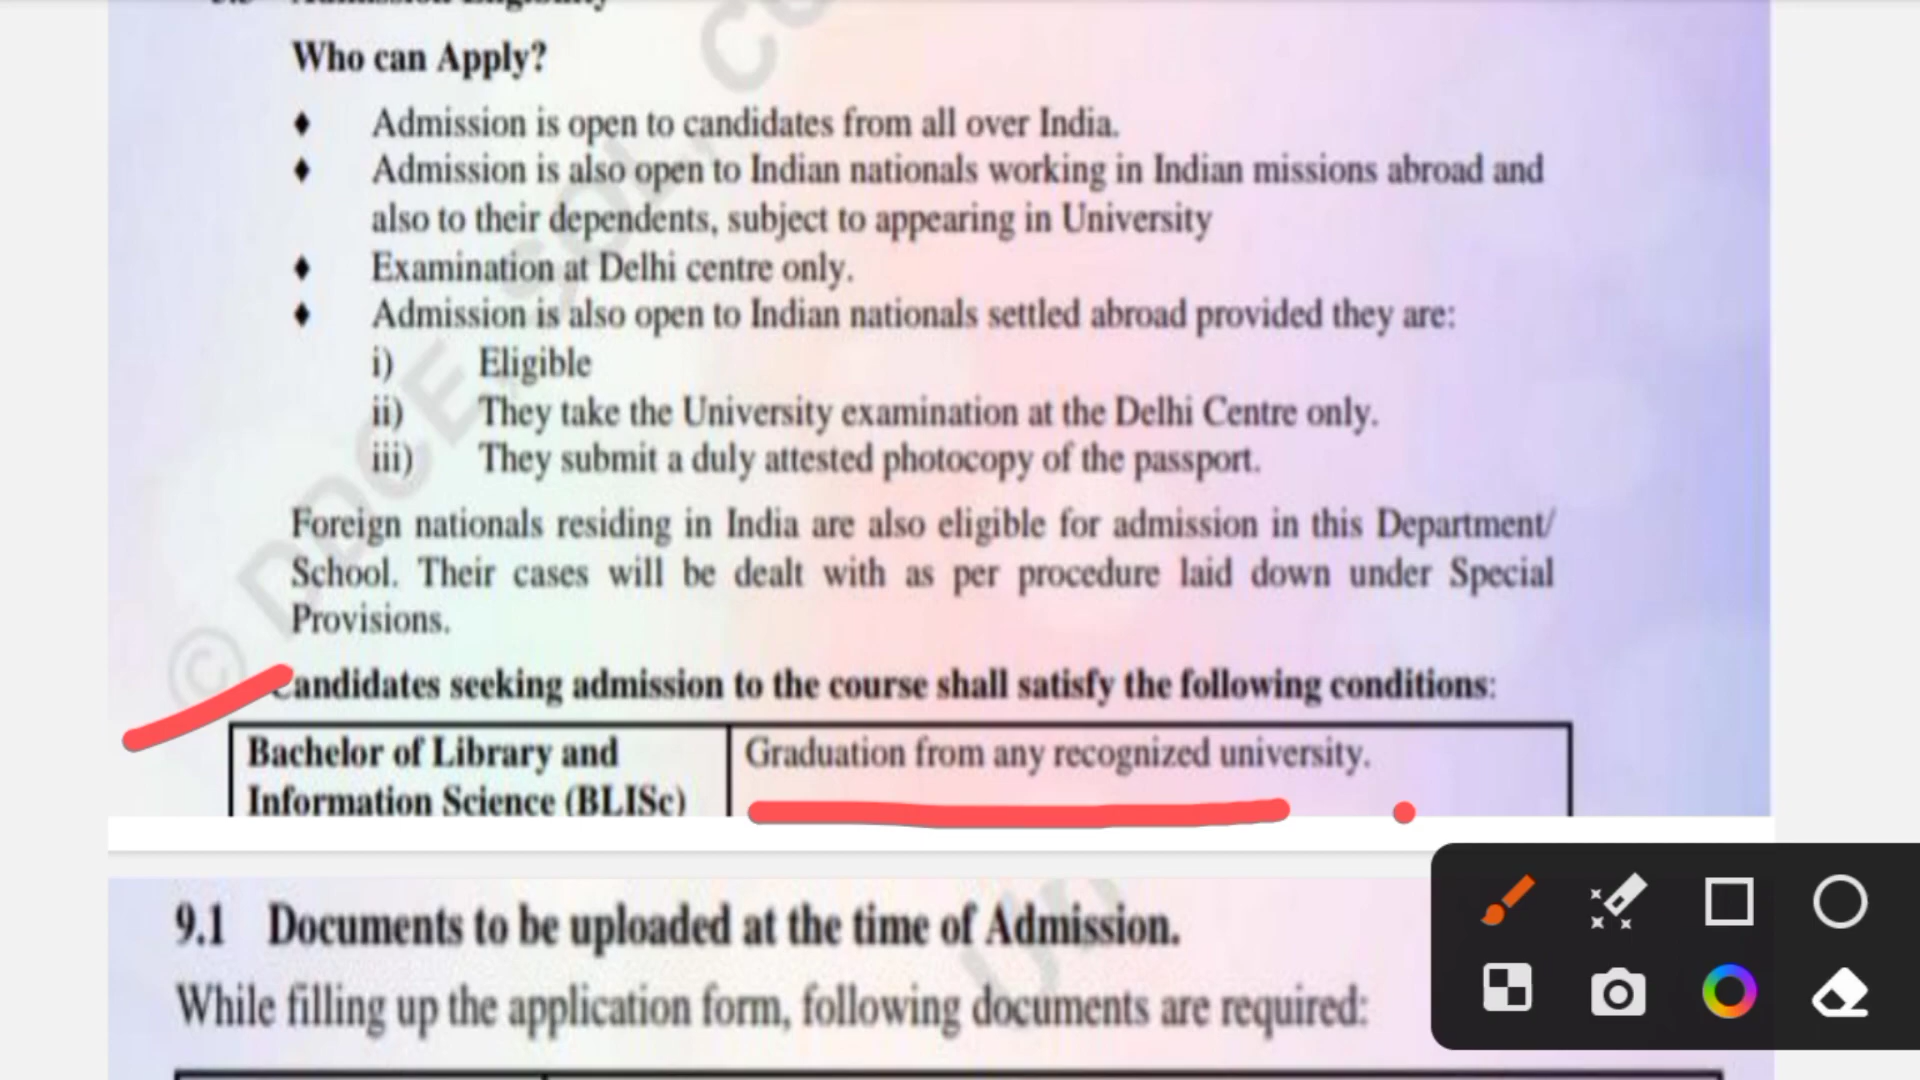 Who can Apply?
♦ Admission is open to candidates from all over India.
♦ Admission is also open to Indian nationals working in Indian missions abroad and
also to their dependents, subject to appearing in University
♦ Examination at Delhi centre only.
♦ Admission is also open to Indian nationals settled abroad provided they are:
i) Eligible
ii) They take the University examination at the Delhi Centre only.
iii) They submit a duly attested photocopy of the passport.
Foreign nationals residing in India are also eligible for admission in this Department/
School. Their cases will be dealt with as per procedure laid down under Special
Provisions.
Candidates seeking admission to the course shall satisfy the following conditions:
Bachelor of Library and
Information Science (BLISc)
Graduation from any recognized university.
9.1 Documents to be uploaded at the time of Admission.
While filling up the application form, following documents are required: